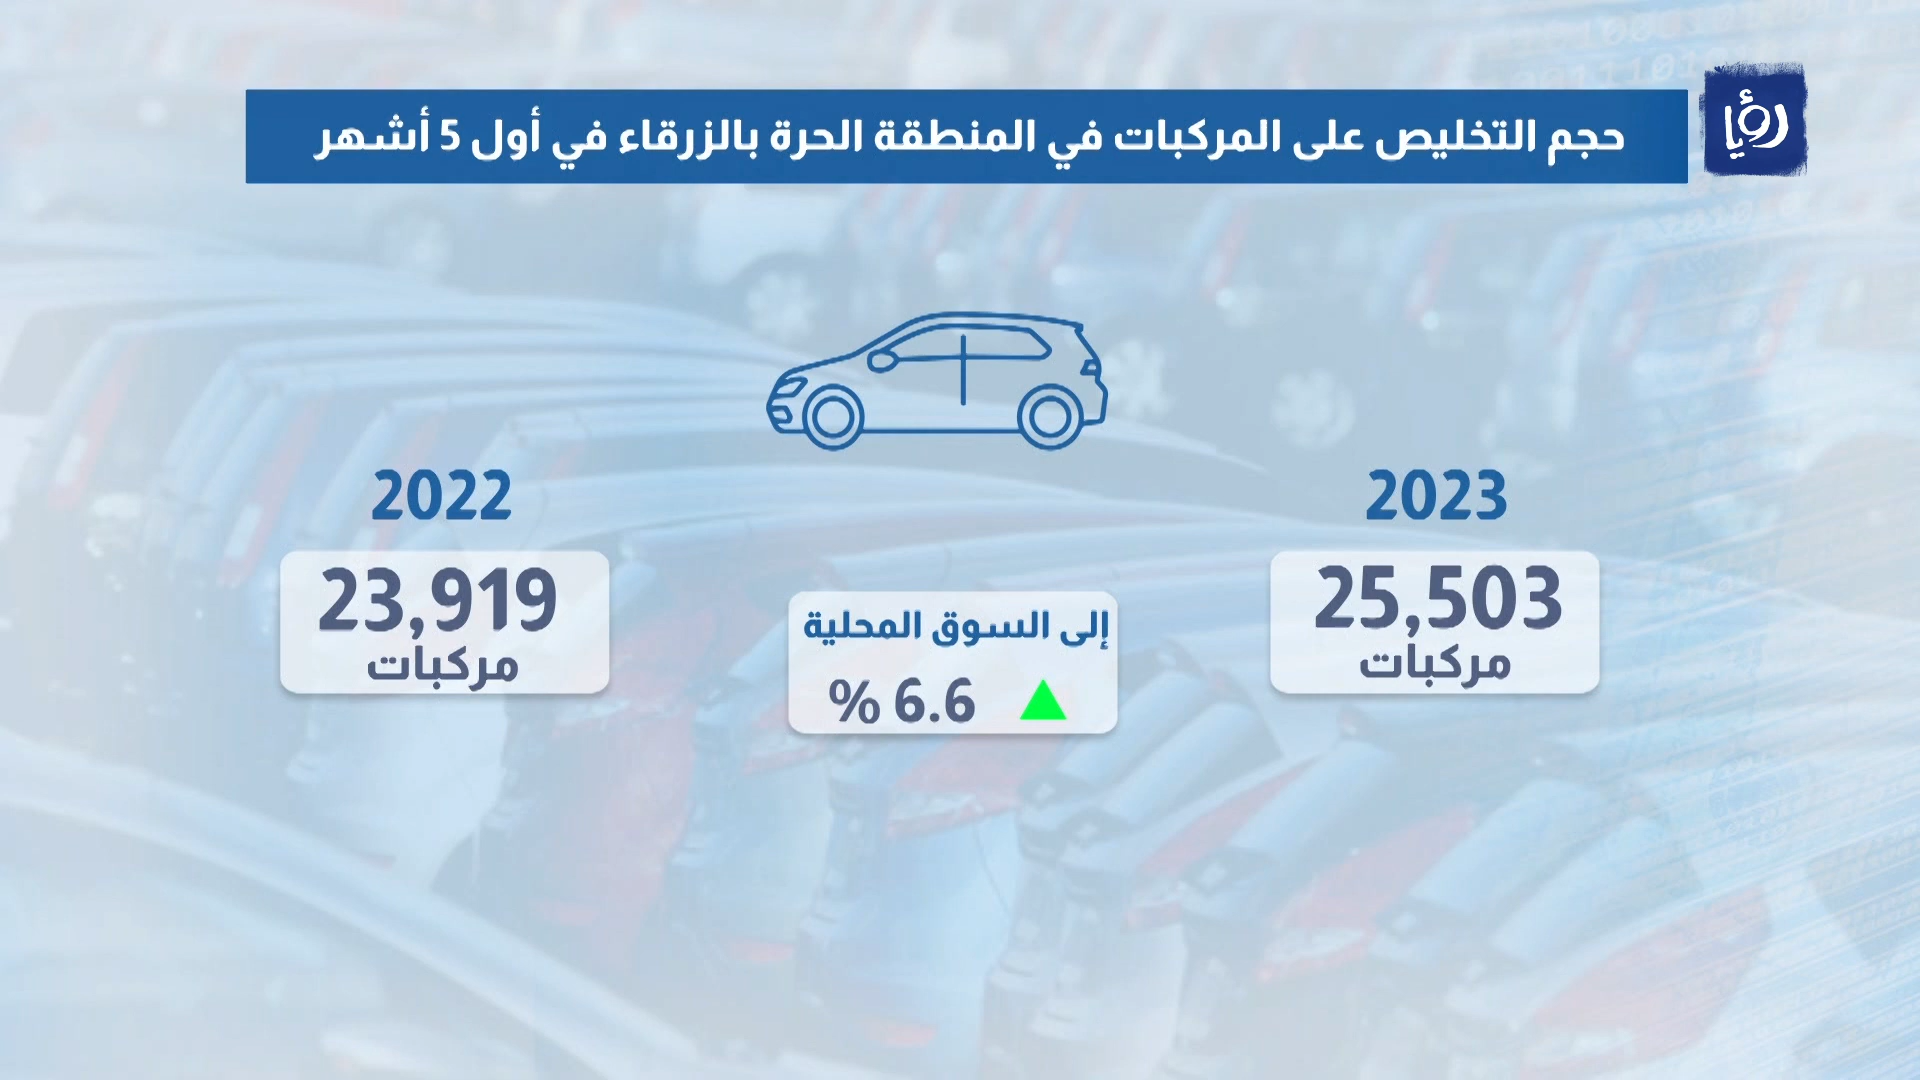 رؤيا
حجم التخليص على المركبات في المنطقة الحرة بالزرقاء في أول 5 أشهر
2023
25,503
مركبات
إلى السوق المحلية
6.6 %
2022
23,919
مركبات